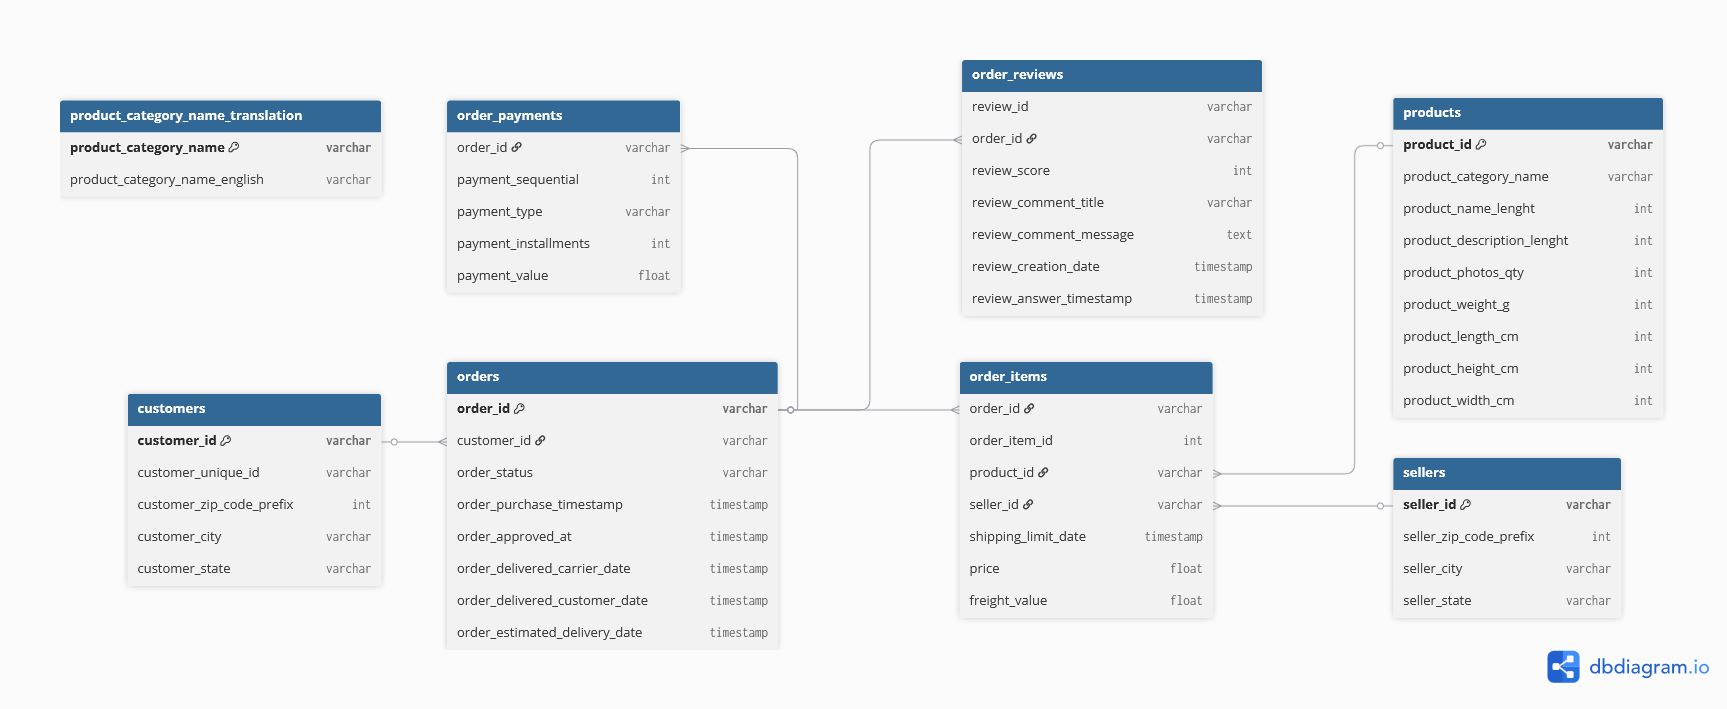 product_category_name_translation
product_category_name varchar
product_category_name_english varchar
order_payments
order_id varchar
payment_sequential int
payment_type varchar
payment_installments int
payment_value float
order_reviews
review_id varchar
order_id varchar
review_score int
review_comment_title varchar
review_comment_message text
review_creation_date timestamp
review_answer_timestamp timestamp
products
product_id varchar
product_category_name varchar
product_name_lenght int
product_description_lenght int
product_photos_qty int
product_weight_g int
product_length_cm int
product_height_cm int
product_width_cm int
customers
customer_id varchar
customer_unique_id varchar
customer_zip_code_prefix int
customer_city varchar
customer_state varchar
orders
order_id varchar
customer_id varchar
order_status varchar
order_purchase_timestamp timestamp
order_approved_at timestamp
order_delivered_carrier_date timestamp
order_delivered_customer_date timestamp
order_estimated_delivery_date timestamp
order_items
order_id varchar
order_item_id int
product_id varchar
seller_id varchar
shipping_limit_date timestamp
price float
freight_value float
sellers
seller_id varchar
seller_zip_code_prefix int
seller_city varchar
seller_state varchar
dbdiagram.io